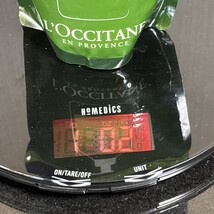 L'OCCITANE
EN PROVENCE
HOMEDICS
ON/TARE/OFF
UNIT